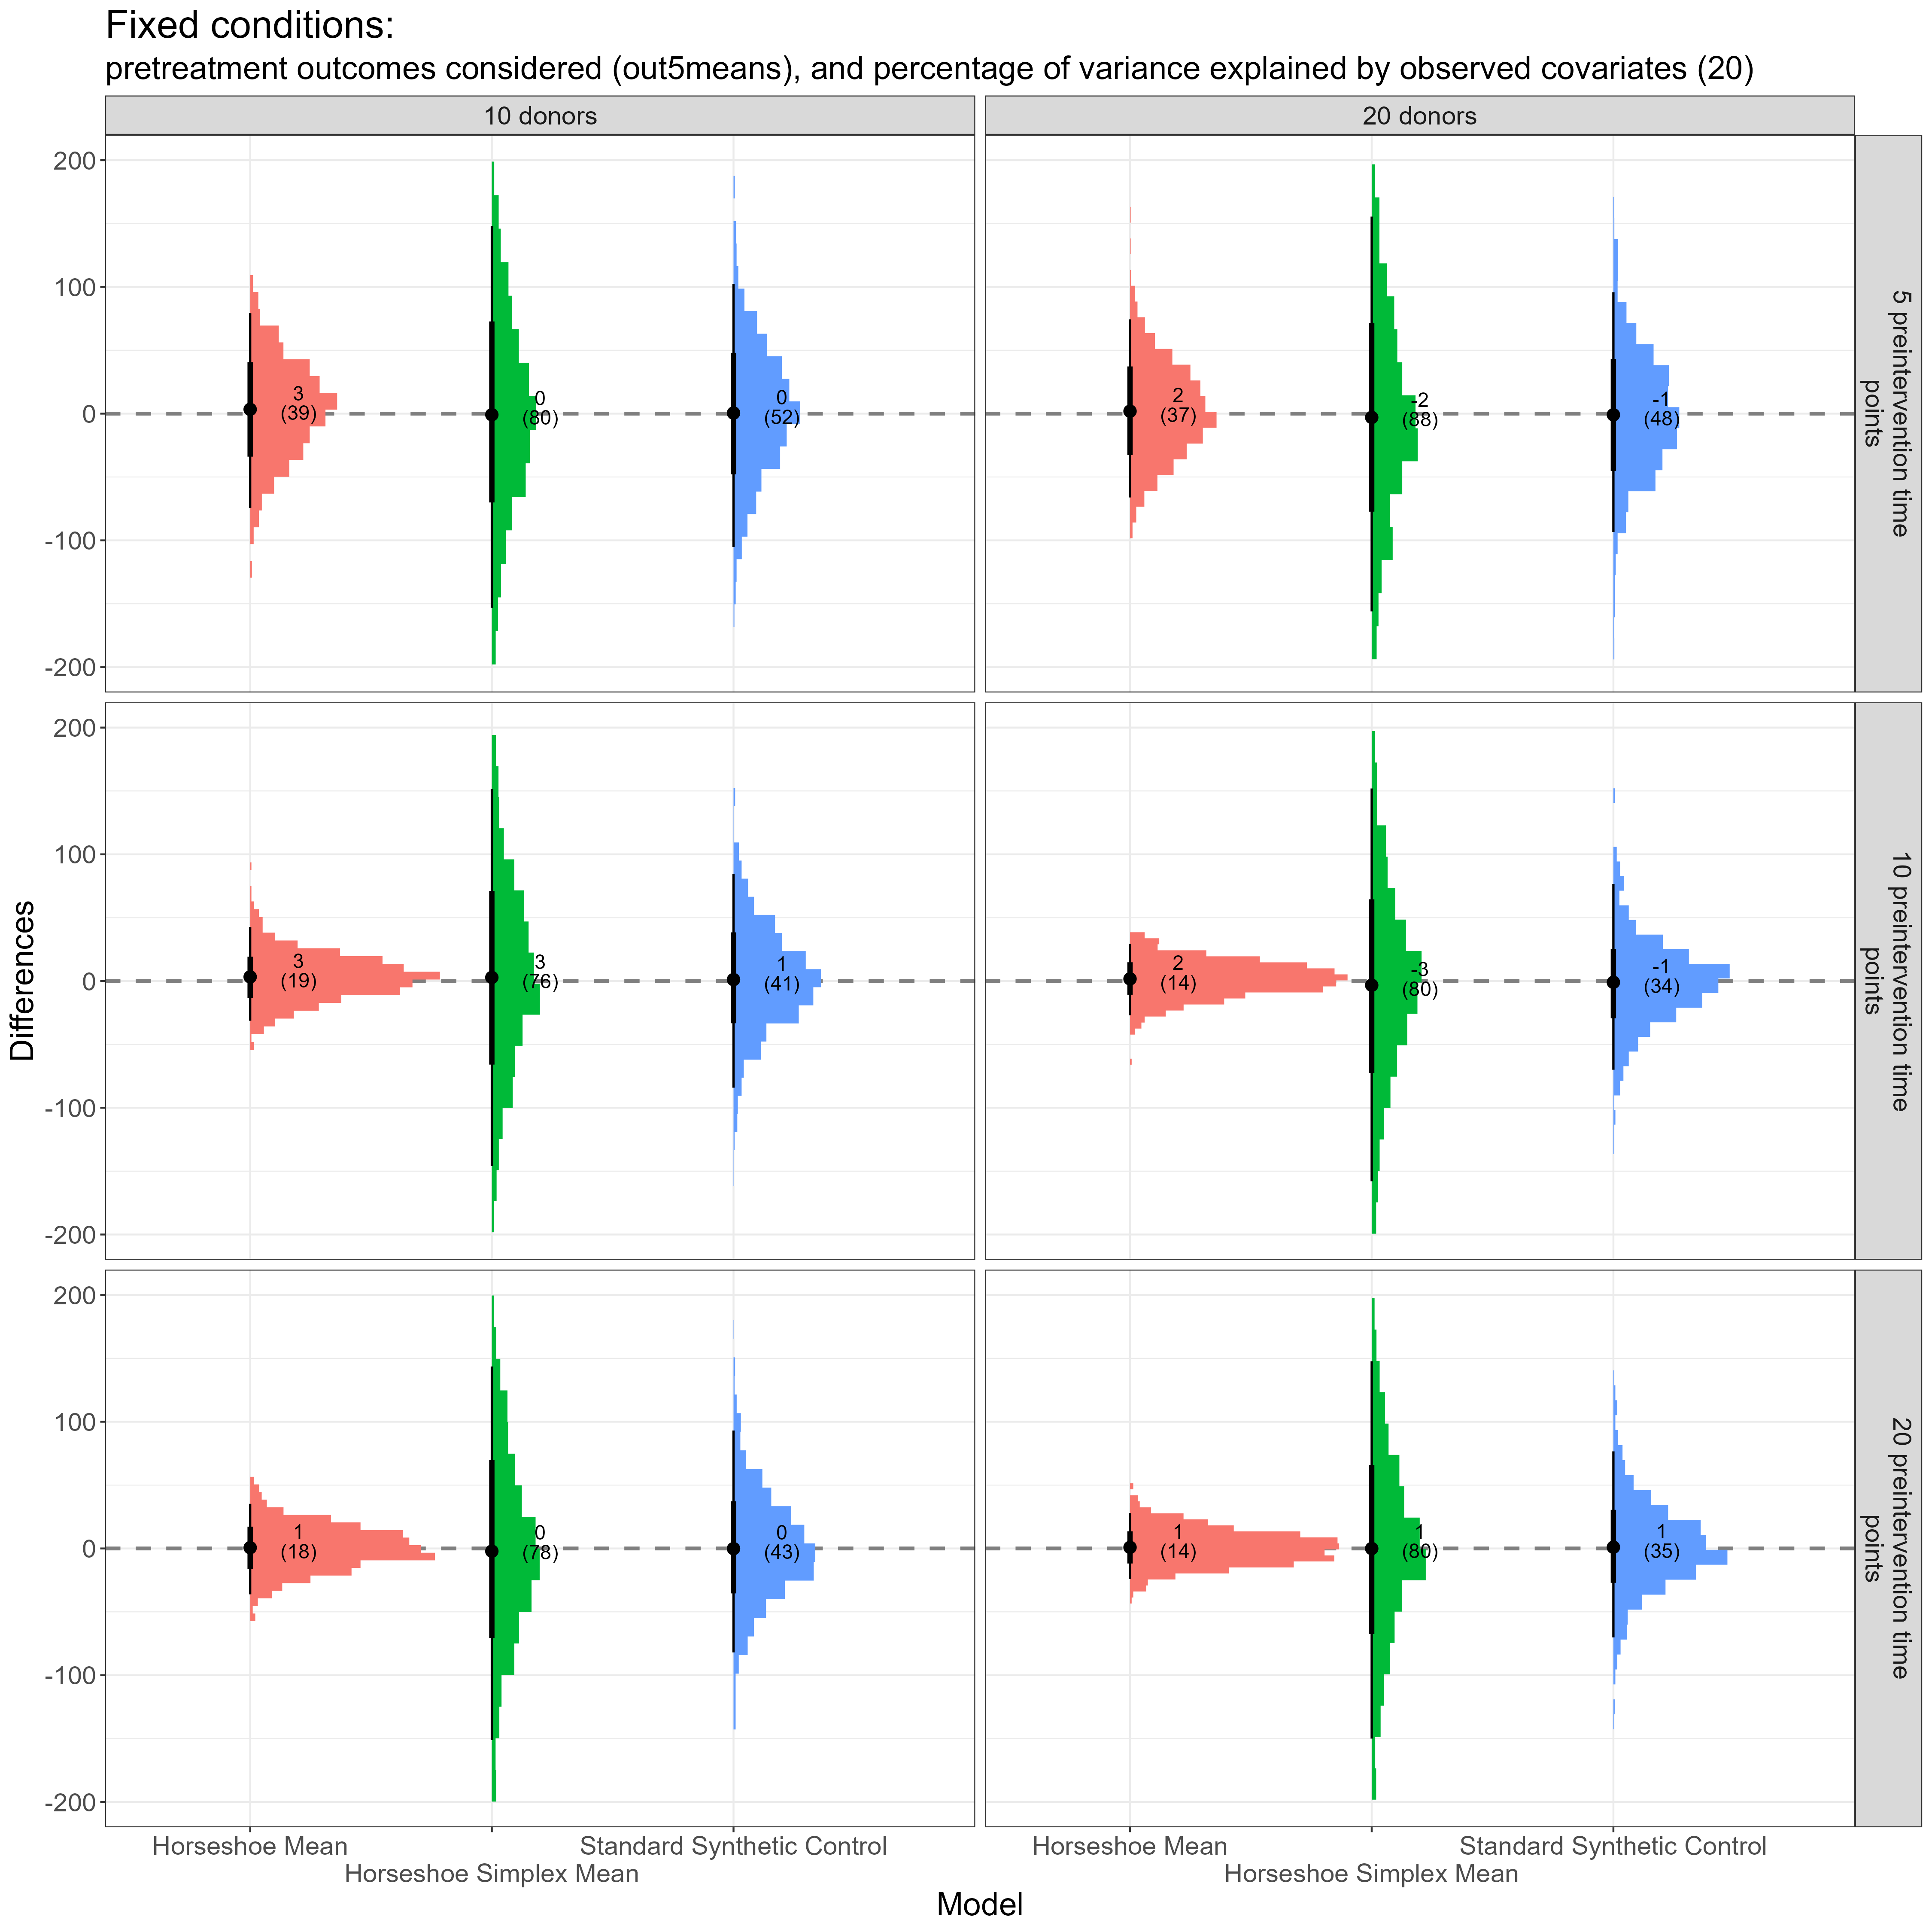 Fixed conditions:
pretreatment outcomes considered (out5means), and percentage of variance explained by observed covariates (20)
10 donors
20 donors
200
100
0
-100
-200
3
(39)
0
(80)
0
(52)
2
(37)
-2
(88)
-1
(48)
5 preintervention time
points
200
100
0
-100
-200
3
(19)
3
(76)
1
(41)
2
(14)
-3
(80)
-1
(34)
10 preintervention time
points
200
100
0
-100
-200
1
(18)
0
(78)
0
(43)
1
(14)
1
(80)
1
(35)
20 preintervention time
points
Differences
Horseshoe Mean
Horseshoe Simplex Mean
Standard Synthetic Control
Horseshoe Mean
Horseshoe Simplex Mean
Standard Synthetic Control
Model